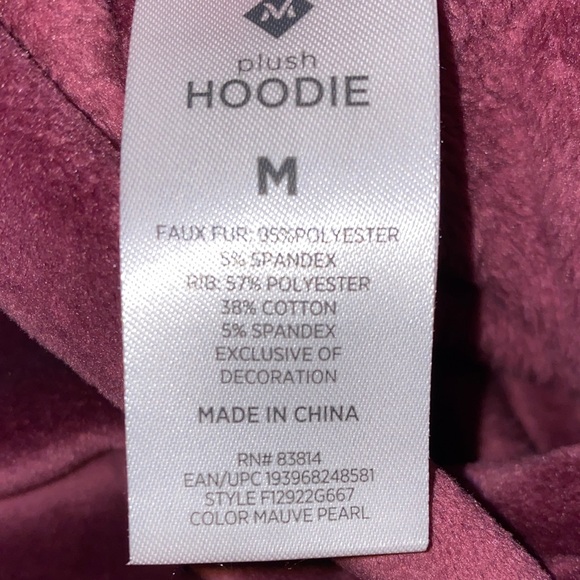 plush
HOODIE
M
FAUX FUR: 95%POLYESTER
5% SPANDEX
RIB: 57% POLYESTER
38% COTTON
5% SPANDEX
EXCLUSIVE OF
DECORATION
MADE IN CHINA
RN# 83814
EAN/UPC 193968248581
STYLE F12922G667
COLOR MAUVE PEARL